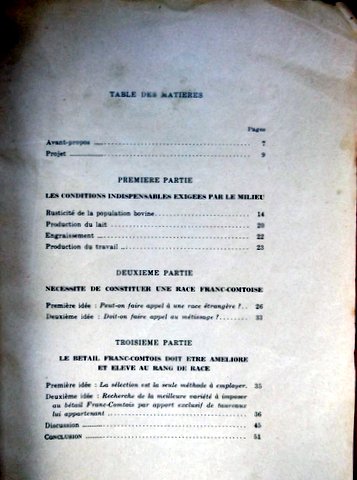 TABLE DES MATIERES
Pages
Avant-propos ... 7
Projet ... 9
PREMIERE PARTIE
LES CONDITIONS INDISPENSABLES EXIGEES PAR LE MILIEU
Rusticité de la population bovine ... 14
Production du lait ... 20
Engraissement ... 22
Production du travail ... 23
DEUXIEME PARTIE
NECESSITE DE CONSTITUER UNE RACE FRANC-COMTOISE
Première idée : Peut-on faire appel à une race étrangère ?.. 26
Deuxième idée : Doit-on faire appel au métissage ?........ 33
TROISIEME PARTIE
LE BETAIL FRANC-COMTOIS DOIT ETRE AMELIORE
ET ELEVE AU RANG DE RACE
Première idée : La sélection est la seule méthode à employer. 35
Deuxième idée : Recherche de la meilleure variété à imposer
au bétail Franc-Comtois par apport exclusif de taureaux
lui appartenant ... 36
Discussion ... 45
CONCLUSION ... 51